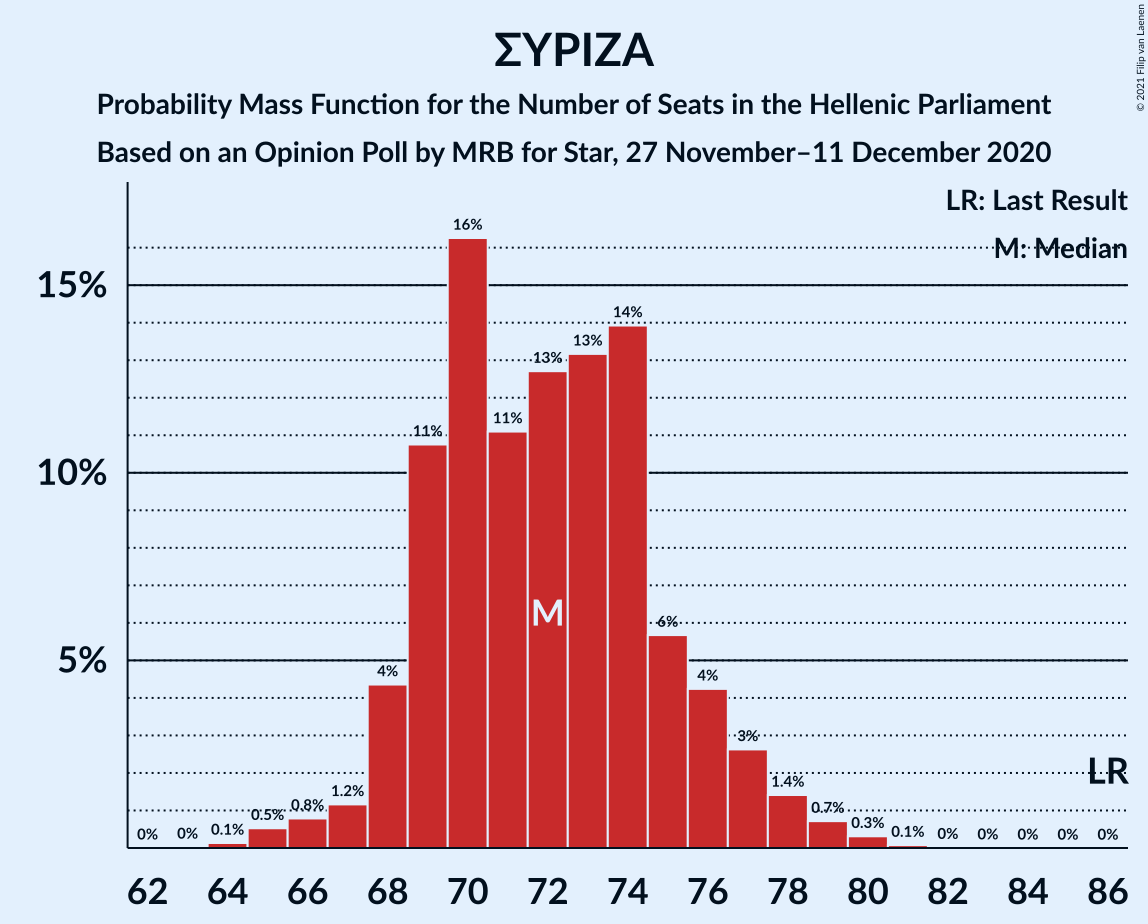 ΣΥΡΙΖΑ
Probability Mass Function for the Number of Seats in the Hellenic Parliament
Based on an Opinion Poll by MRB for Star, 27 November–11 December 2020
© 2021 Filip van Laenen
LR: Last Result
M: Median
15%
10%
5%
0% 0% 0.1% 0.5% 0.8% 1.2% 4% 11% 16% 11% 13% 13% 14% 6% 4% 3% 1.4% 0.7% 0.3% 0.1% 0% 0% 0% 0% 0%
M
LR
62 64 66 68 70 72 74 76 78 80 82 84 86